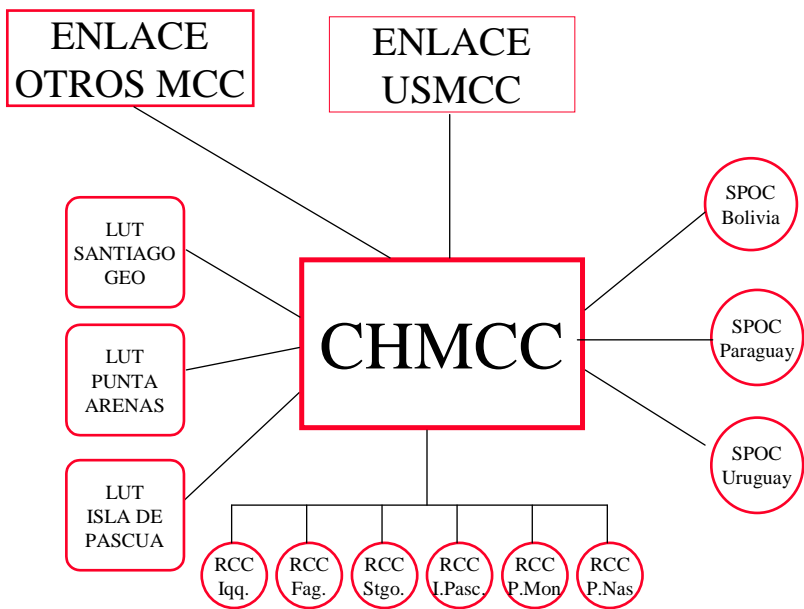 ENLACE
OTROS MCC
ENLACE
USMCC
LUT
SANTIAGO
GEO
LUT
PUNTA
ARENAS
LUT
ISLA DE
PASCUA
CHMCC
SPOC
Bolivia
SPOC
Paraguay
SPOC
Uruguay
RCC
Iqq.
RCC
Fag.
RCC
Stgo.
RCC
I.Pasc.
RCC
P.Mon
RCC
P.Nas